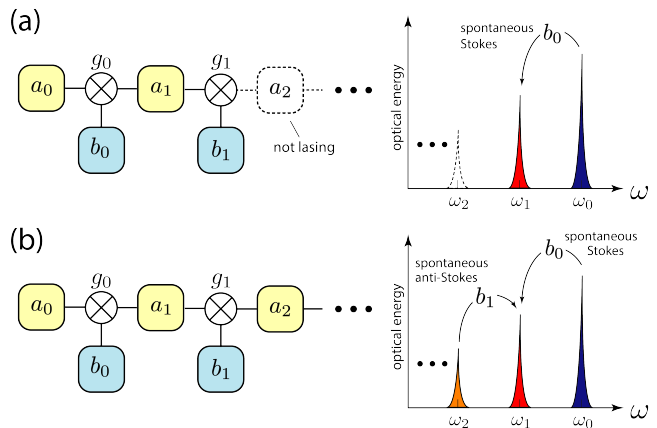 (a)
g₀
g₁
a₀
a₁
a₂
b₀
b₁
not lasing
optical energy
spontaneous
Stokes
b₀
ω₂
ω₁
ω₀
ω
(b)
g₀
g₁
a₀
a₁
a₂
b₀
b₁
optical energy
spontaneous
anti-Stokes
b₁
b₀
spontaneous
Stokes
ω₂
ω₁
ω₀
ω